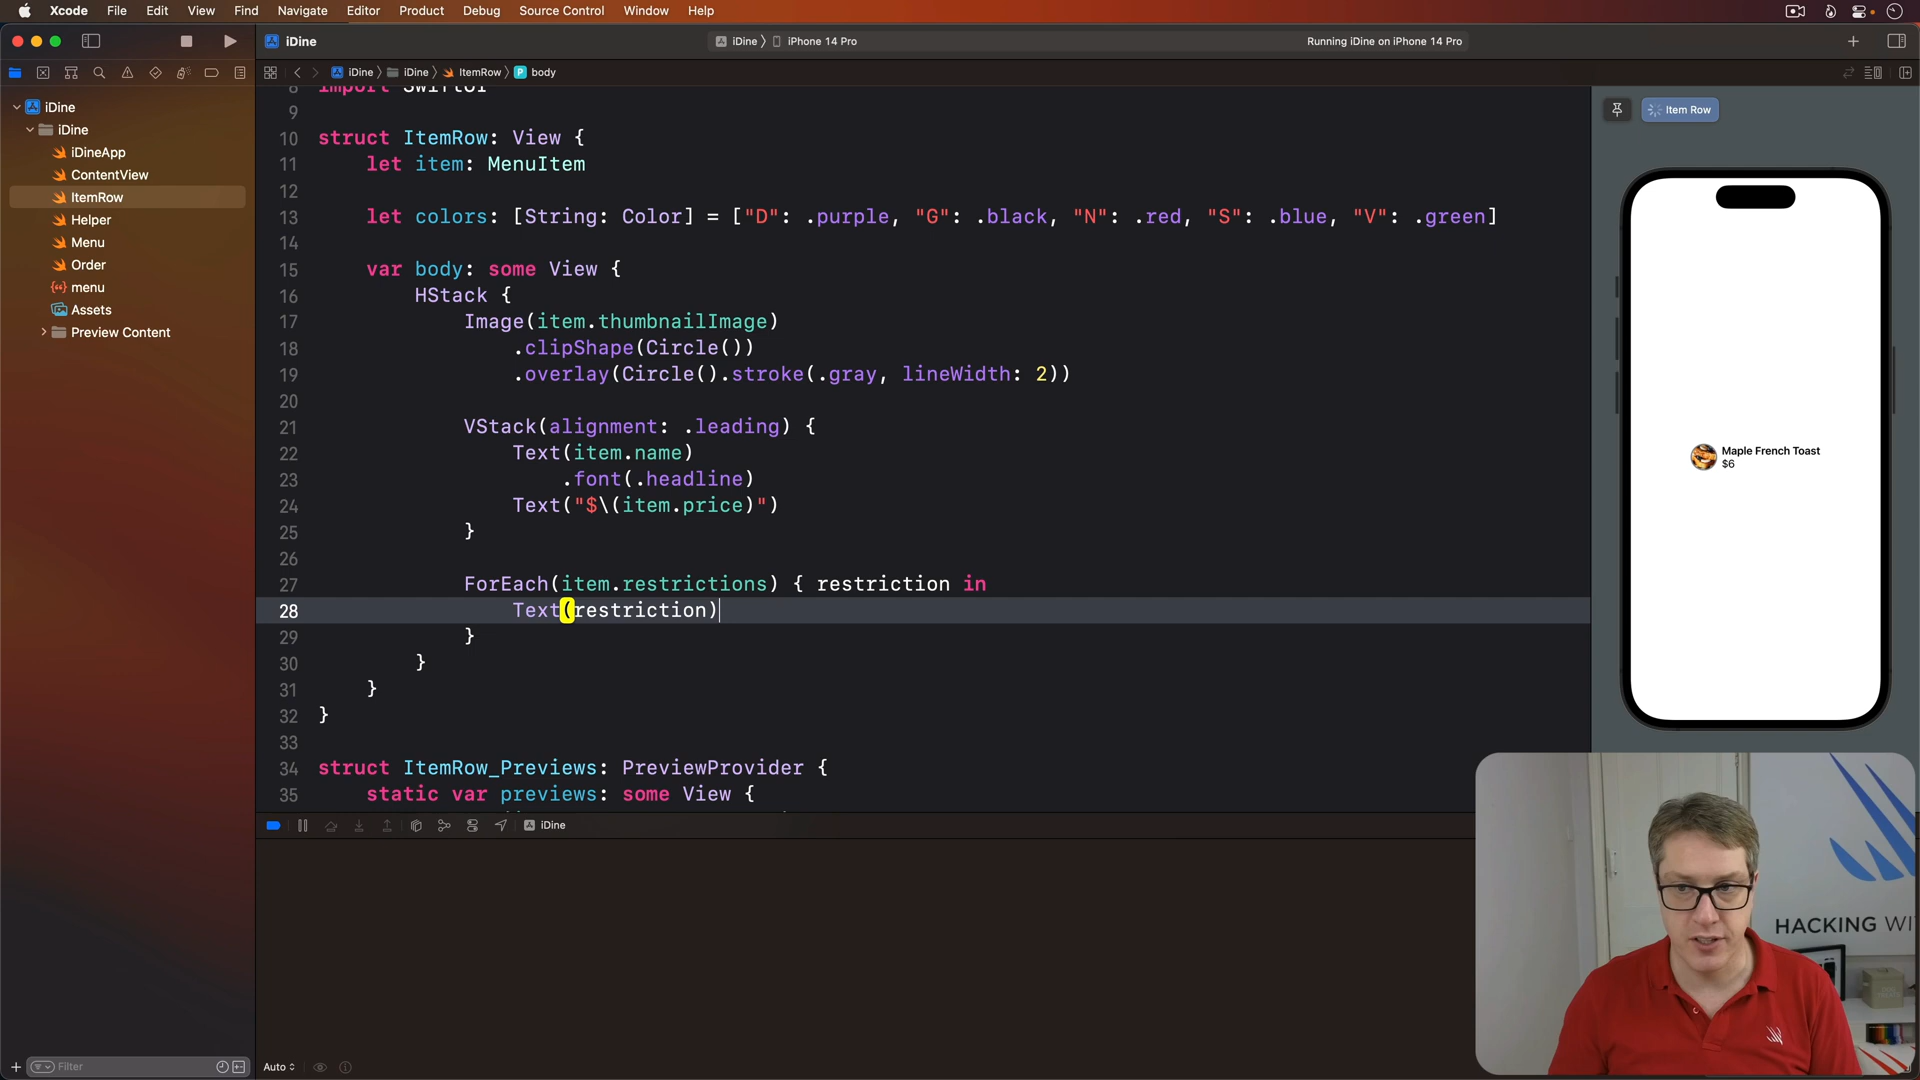 Xcode File Edit View Find Navigate Editor Product Debug Source Control Window Help
iDine
iDine iPhone 14 Pro
Running iDine on iPhone 14 Pro
iDine iDine ItemRow body
iDine
iDine
iDineApp
ContentView
ItemRow
Helper
Menu
Order
menu
Assets
Preview Content
8 import SwiftUI
9
10 struct ItemRow: View {
11 let item: MenuItem
12
13 let colors: [String: Color] = ["D": .purple, "G": .black, "N": .red, "S": .blue, "V": .green]
14
15 var body: some View {
16 HStack {
17 Image(item.thumbnailImage)
18 .clipShape(Circle())
19 .overlay(Circle().stroke(.gray, lineWidth: 2))
20
21 VStack(alignment: .leading) {
22 Text(item.name)
23 .font(.headline)
24 Text("$\(item.price)")
25 }
26
27 ForEach(item.restrictions) { restriction in
28 Text(restriction)
29 }
30 }
31 }
32 }
33
34 struct ItemRow_Previews: PreviewProvider {
35 static var previews: some View {
Item Row
Maple French Toast
$6
iDine
Filter
Auto
HACKING WI